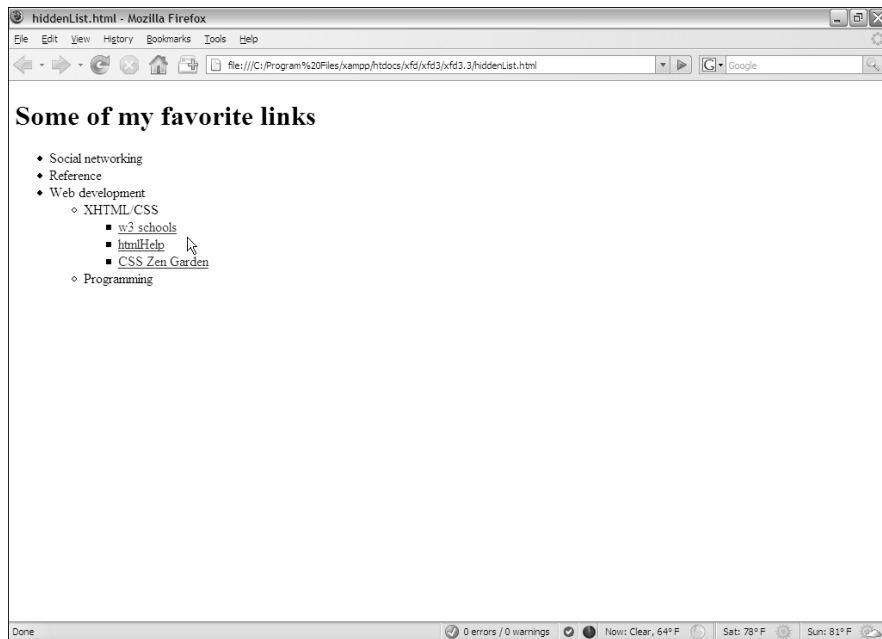 hiddenList.html - Mozilla Firefox
File Edit View History Bookmarks Tools Help
file:///C:/Program%20Files/xampp/htdocs/xfd/xfd3/xfd3.3/hiddenList.html G Google
Some of my favorite links
Social networking
Reference
Web development
XHTML/CSS
w3 schools
htmlHelp
CSS Zen Garden
Programming
Done 0 errors / 0 warnings Now: Clear, 64° F Sat: 78° F Sun: 81° F